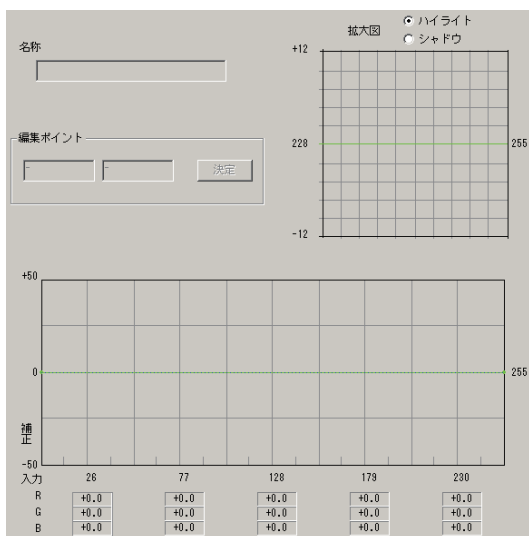 名称
編集ポイント
- -
決定
拡大図
ハイライト
シャドウ
+12
228 255
-12
+50
0 255
補正
-50
入力 26 77 128 179 230
R +0.0 +0.0 +0.0 +0.0 +0.0
G +0.0 +0.0 +0.0 +0.0 +0.0
B +0.0 +0.0 +0.0 +0.0 +0.0